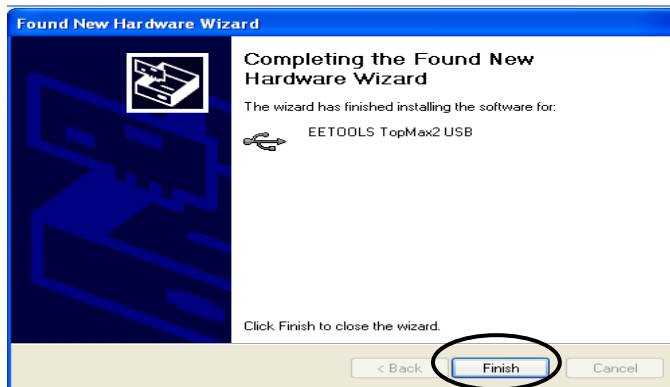 Found New Hardware Wizard
Completing the Found New
Hardware Wizard
The wizard has finished installing the software for:
EETOOLS TopMax2 USB
Click Finish to close the wizard.
< Back
Finish
Cancel